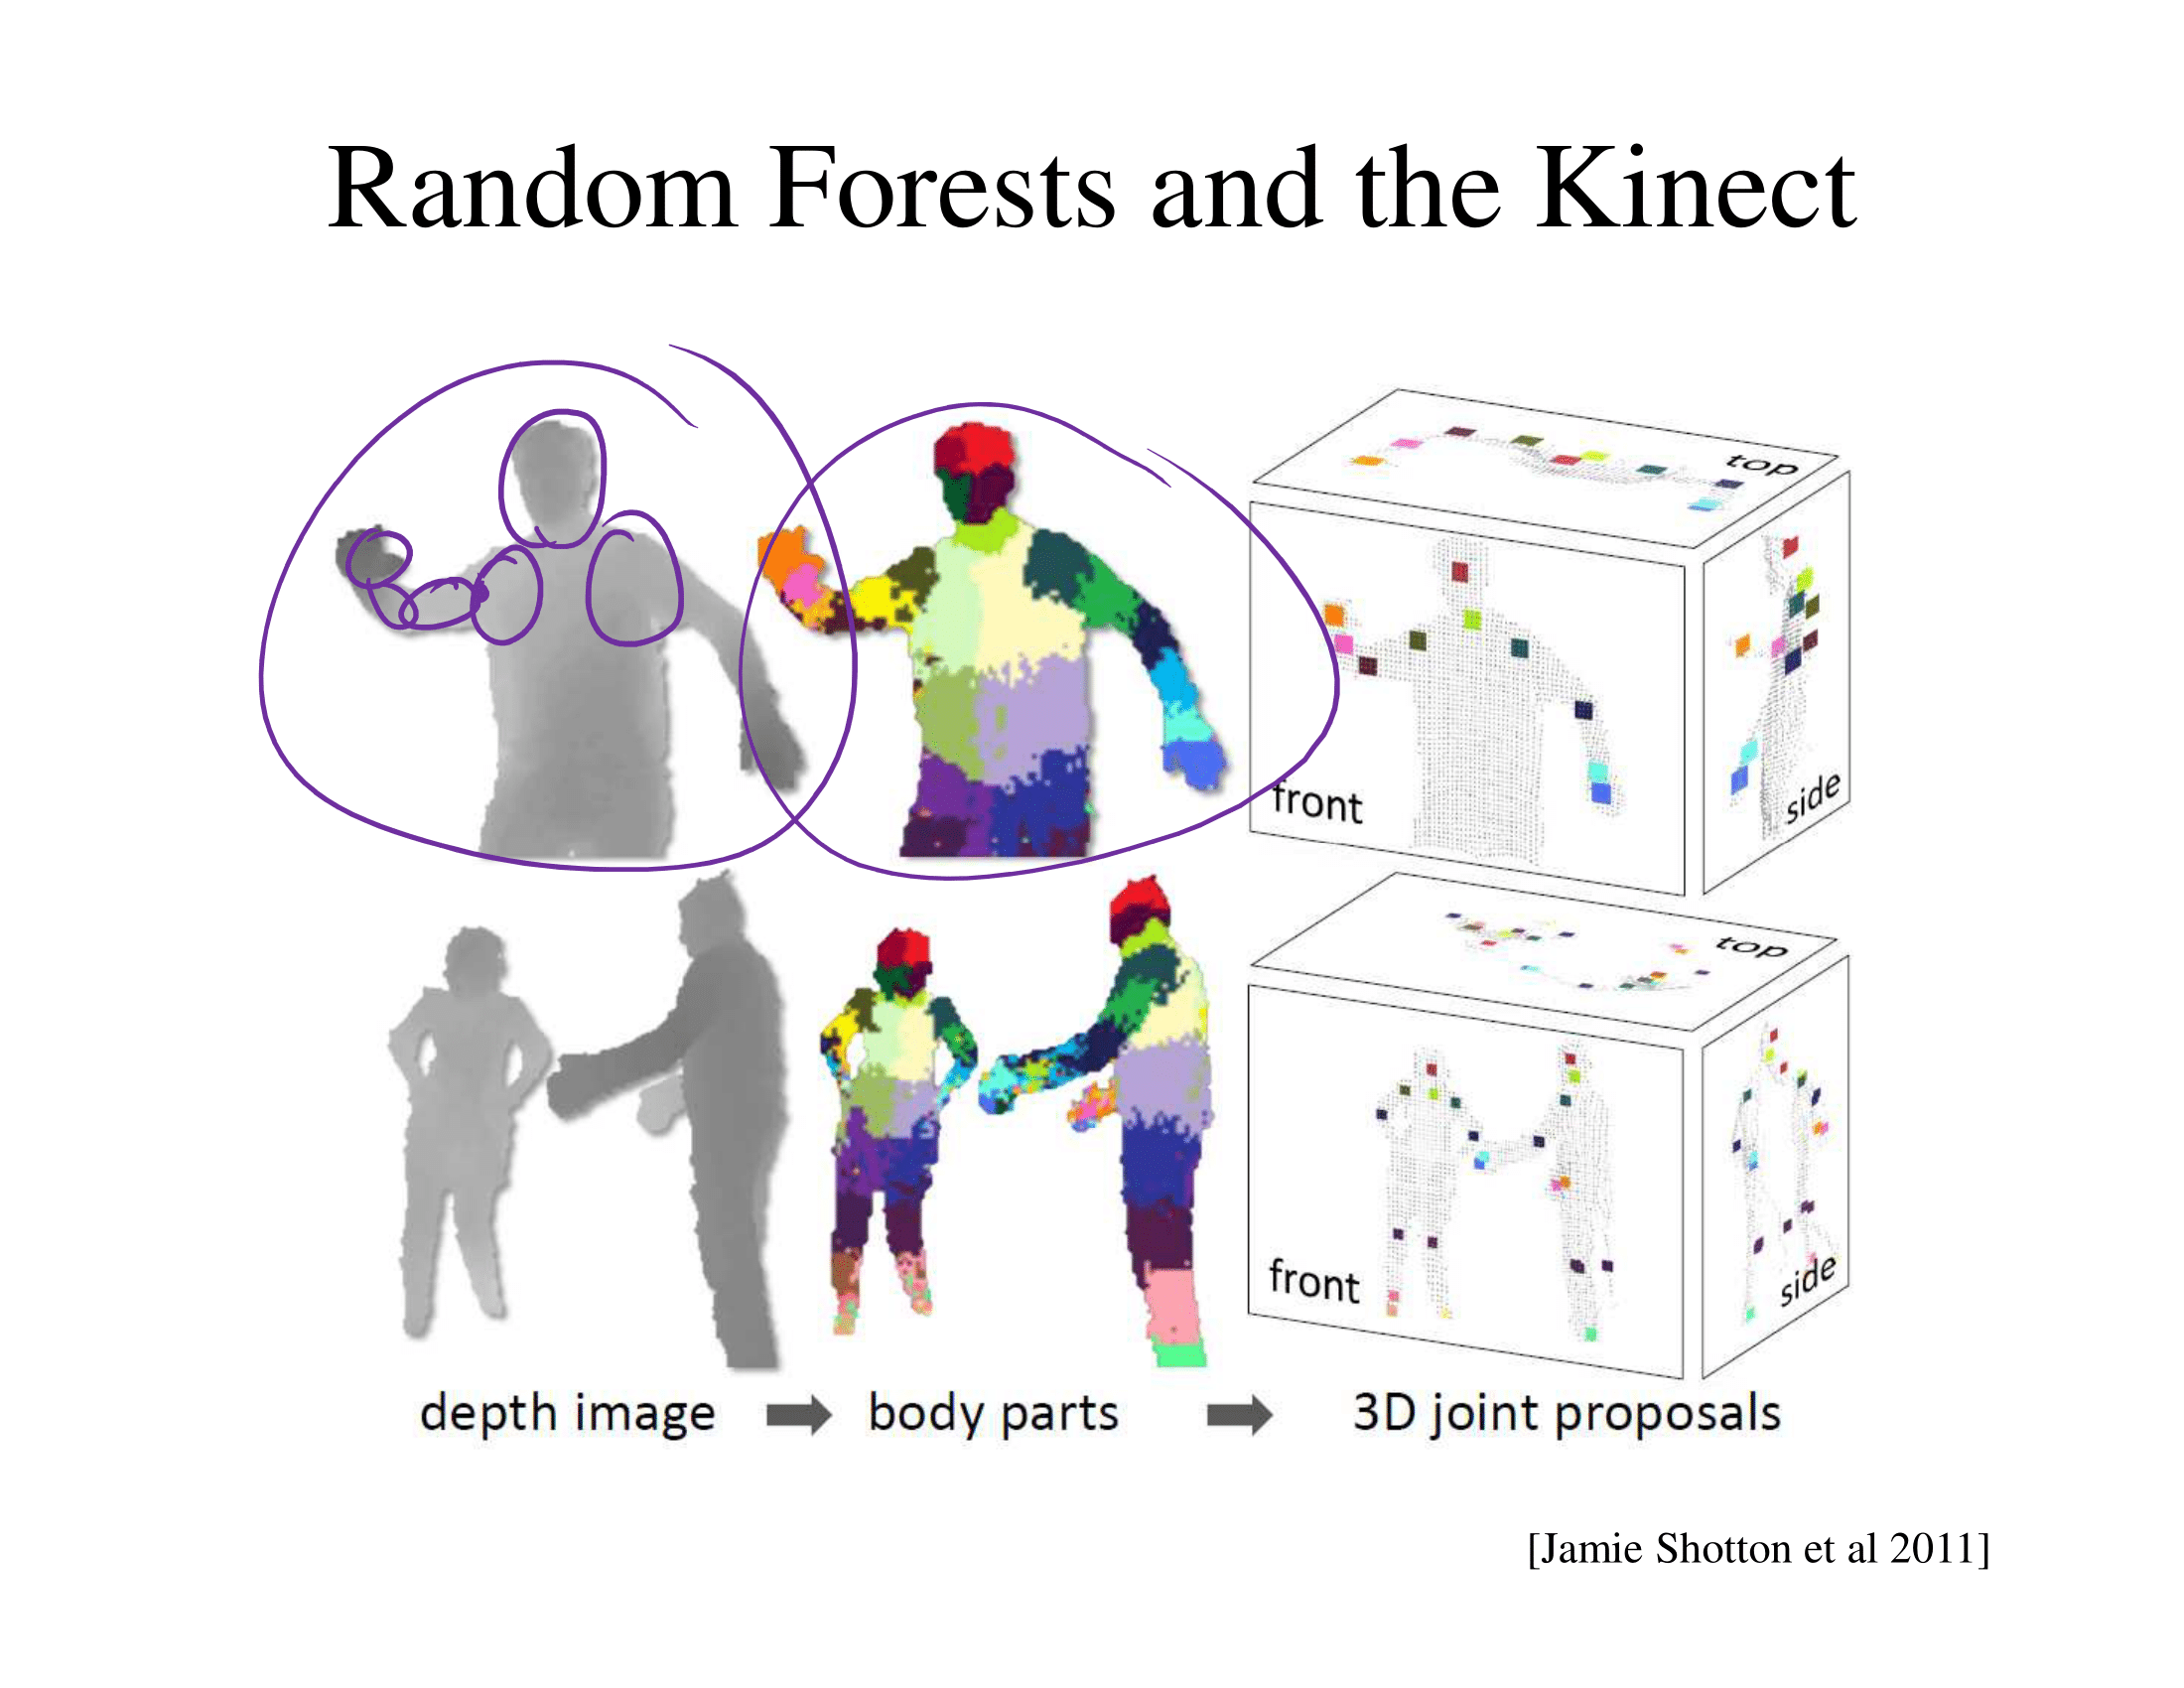 Random Forests and the Kinect
top
front
side
top
front
side
depth image
body parts
3D joint proposals
[Jamie Shotton et al 2011]